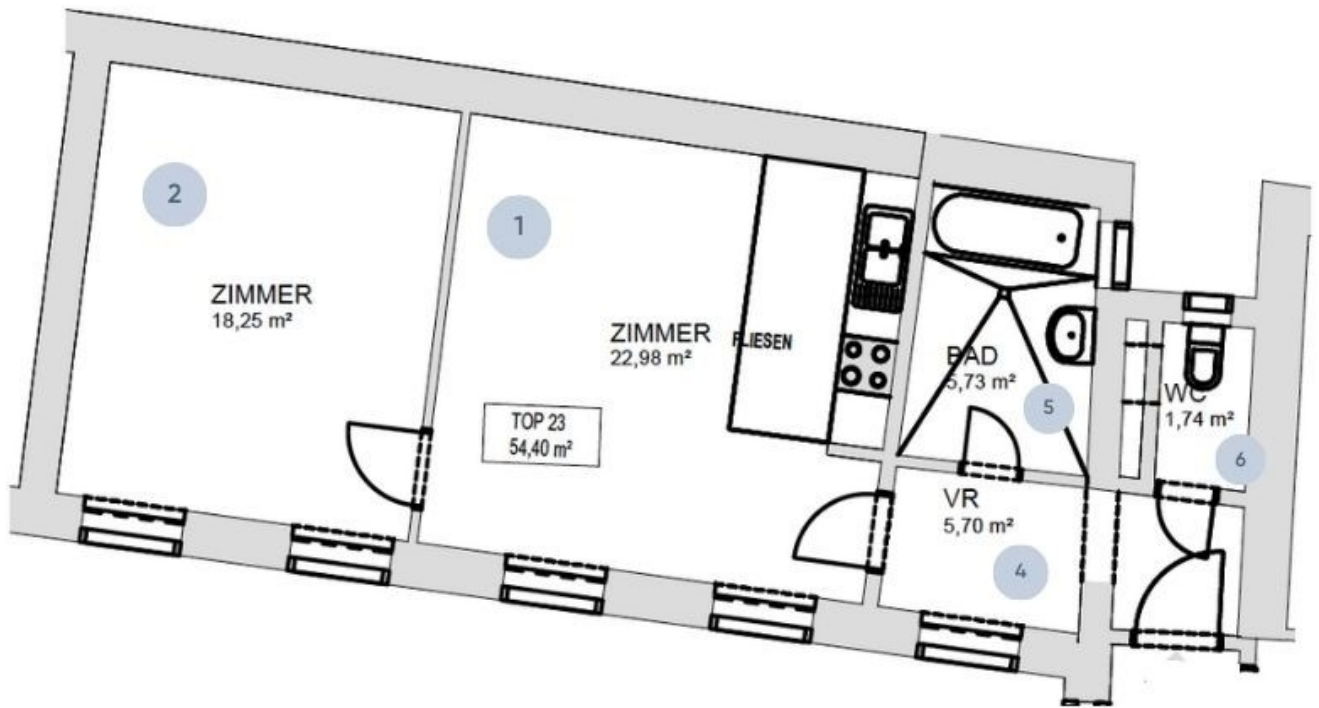 2
ZIMMER
18,25 m²
1
ZIMMER
22,98 m²
FLIESEN
TOP 23
54,40 m²
BAD
5,73 m²
5
WC
1,74 m²
6
VR
5,70 m²
4